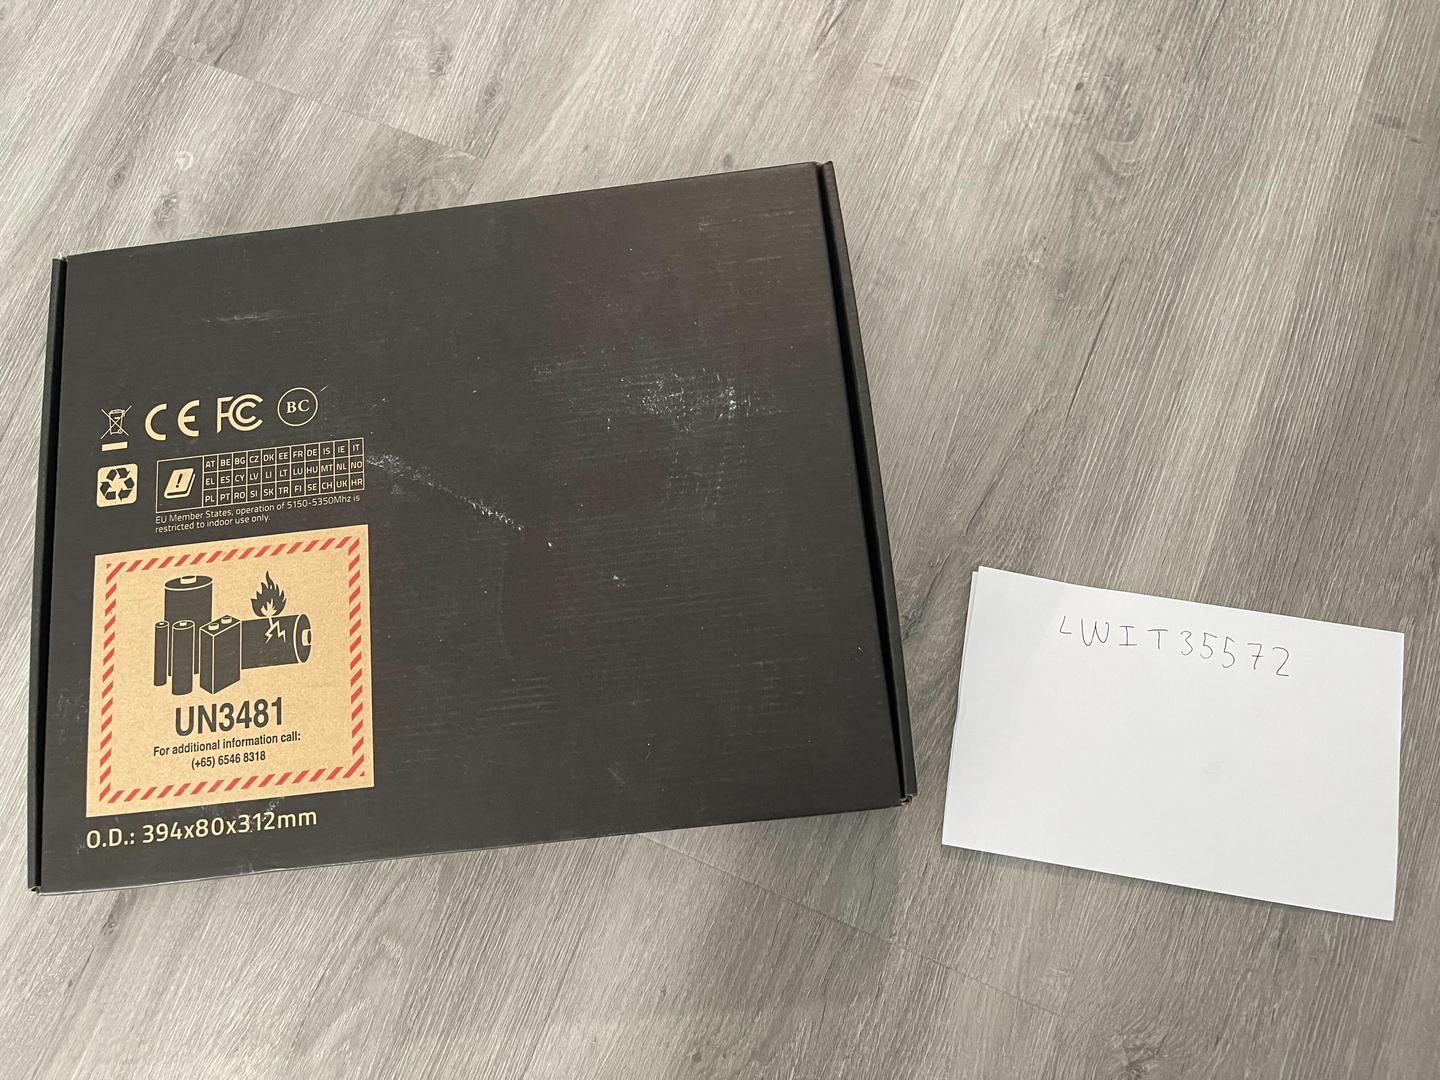 CE FC BC
AT BE BG CZ DK EE FR DE IS IE IT
EL ES CY LV LI LT LU HU MT NL NO
PL PT RO SI SK TR FI SE CH UK HR
EU Member States, operation of 5150-5350Mhz is
restricted to indoor use only.
UN3481
For additional information call:
(+65) 6546 8318
O.D.: 394x80x312mm
LWIT35572